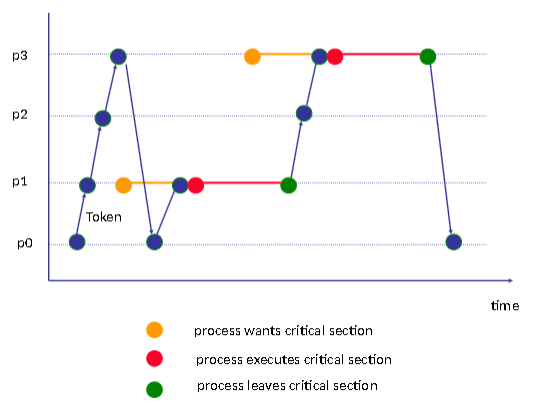 p3
p2
p1
Token
p0
time
process wants critical section
process executes critical section
process leaves critical section